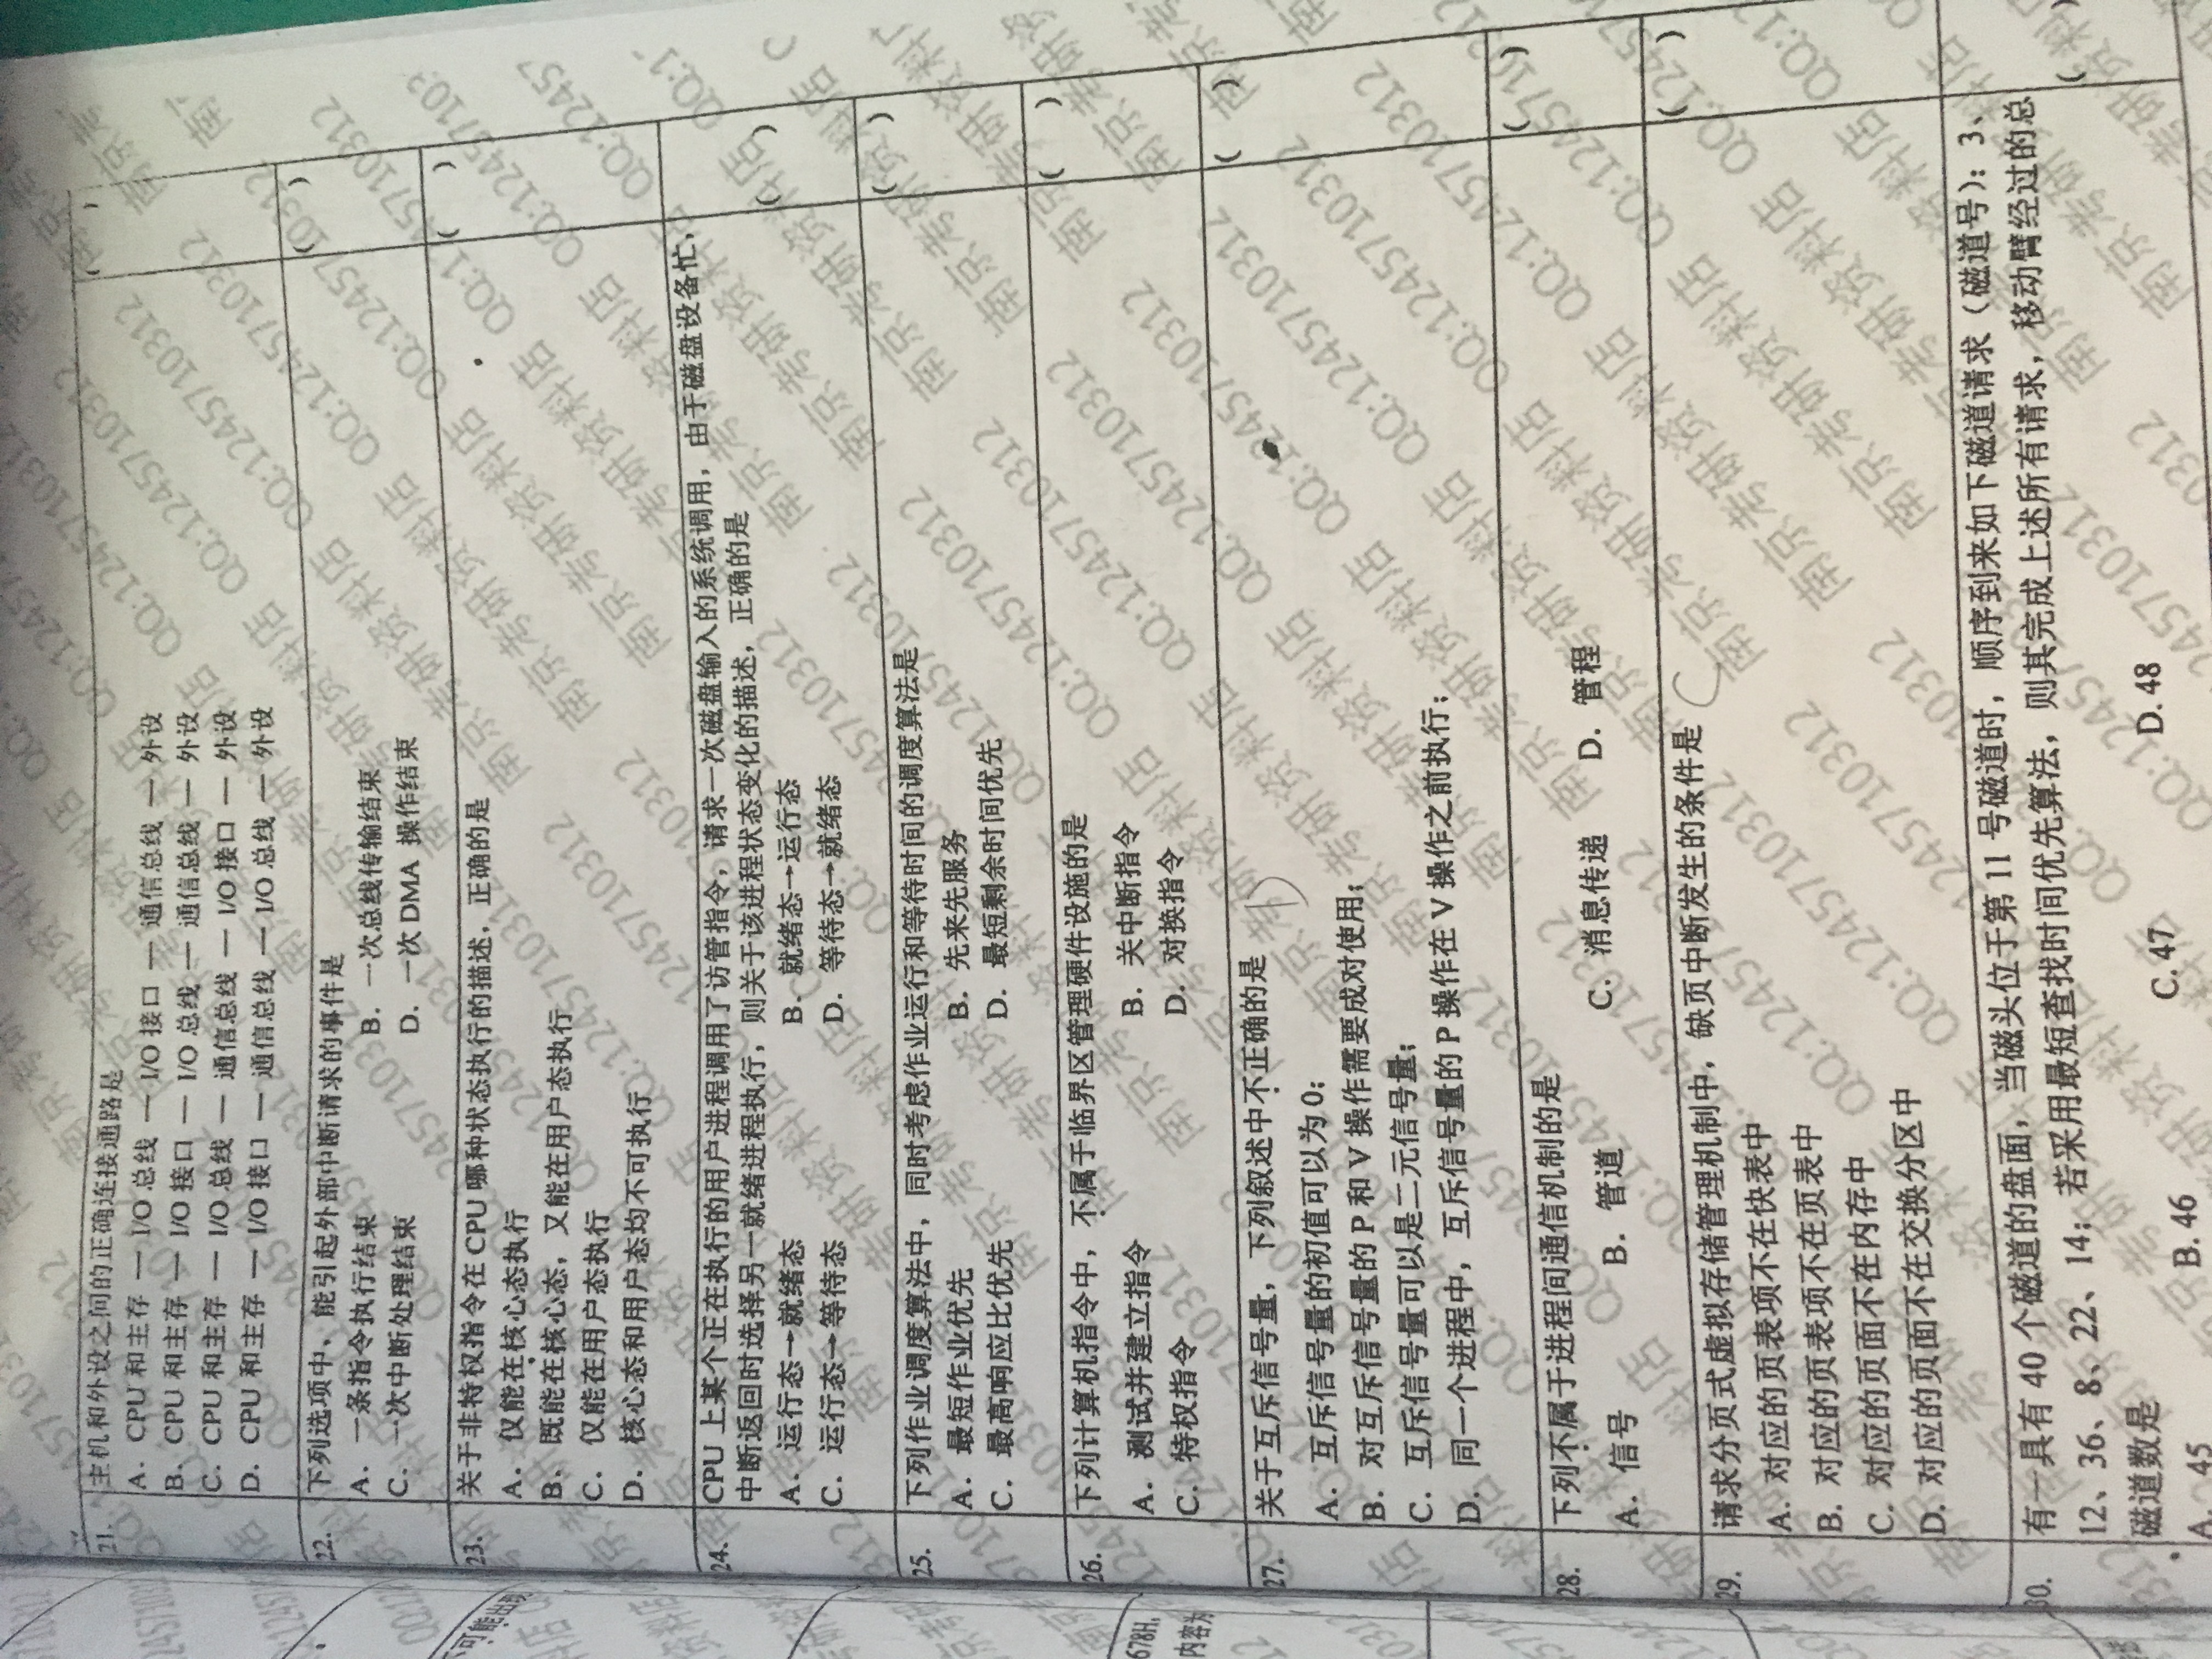 21. 主机和外设之间的正确连接通路是 ( )
A. CPU 和主存 — I/O 总线 — I/O 接口 — 通信总线 — 外设
B. CPU 和主存 — I/O 接口 — I/O 总线 — 通信总线 — 外设
C. CPU 和主存 — I/O 总线 — 通信总线 — I/O 接口 — 外设
D. CPU 和主存 — I/O 接口 — 通信总线 — I/O 总线 — 外设
22. 下列选项中，能引起外部中断请求的事件是 ( )
A. 一条指令执行结束 B. 一次总线传输结束
C. 一次中断处理结束 D. 一次 DMA 操作结束
23. 关于非特权指令在 CPU 哪种状态执行的描述，正确的是 ( )
A. 仅能在核心态执行
B. 既能在核心态，又能在用户态执行
C. 仅能在用户态执行
D. 核心态和用户态均不可执行
24. CPU 上某个正在执行的用户进程调用了访管指令，请求一次磁盘输入的系统调用，由于磁盘设备忙，
中断返回时选择另一就绪进程执行，则关于该进程状态变化的描述，正确的是 ( )
A. 运行态→就绪态 B. 就绪态→运行态
C. 运行态→等待态 D. 等待态→就绪态
25. 下列作业调度算法中，同时考虑作业运行和等待时间的调度算法是 ( )
A. 最短作业优先 B. 先来先服务
C. 最高响应比优先 D. 最短剩余时间优先
26. 下列计算机指令中，不属于临界区管理硬件设施的是 ( )
A. 测试并建立指令 B. 关中断指令
C. 特权指令 D. 对换指令
27. 关于互斥信号量，下列叙述中不正确的是 D ( )
A. 互斥信号量的初值可以为 0;
B. 对互斥信号量的 P 和 V 操作需要成对使用;
C. 互斥信号量可以是二元信号量;
D. 同一个进程中，互斥信号量的 P 操作在 V 操作之前执行;
28. 下列不属于进程间通信机制的是 ( )
A. 信号 B. 管道 C. 消息传递 D. 管程
29. 请求分页式虚拟存储管理机制中，缺页中断发生的条件是 C ( )
A. 对应的页表项不在快表中
B. 对应的页表项不在页表中
C. 对应的页面不在内存中
D. 对应的页面不在交换分区中
30. 有一具有 40 个磁道的盘面，当磁头位于第 11 号磁道时，顺序到来如下磁道请求（磁道号）：3、
12、36、8、22、14；若采用最短查找时间优先算法，则其完成上述所有请求，移动臂经过的总
磁道数是 ( )
A. 45 B. 46 C. 47 D. 48
不可能出现
678H,
内容为
南京考研资料店 QQ:1245710312